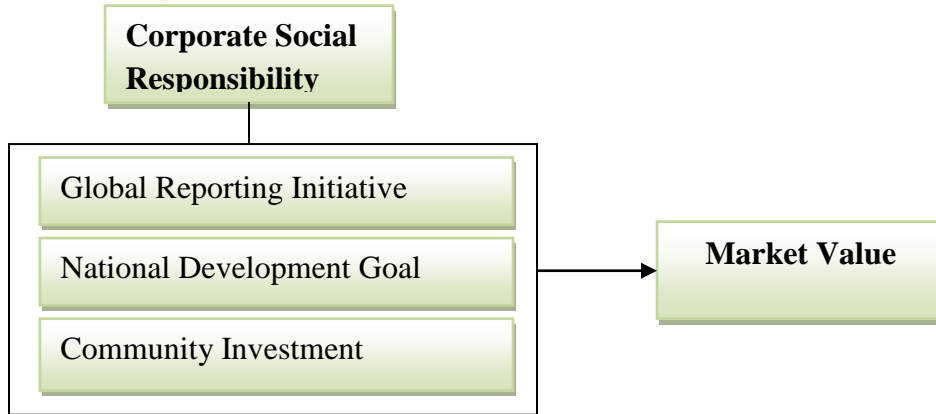 Corporate Social
Responsibility
Global Reporting Initiative
National Development Goal
Community Investment
Market Value